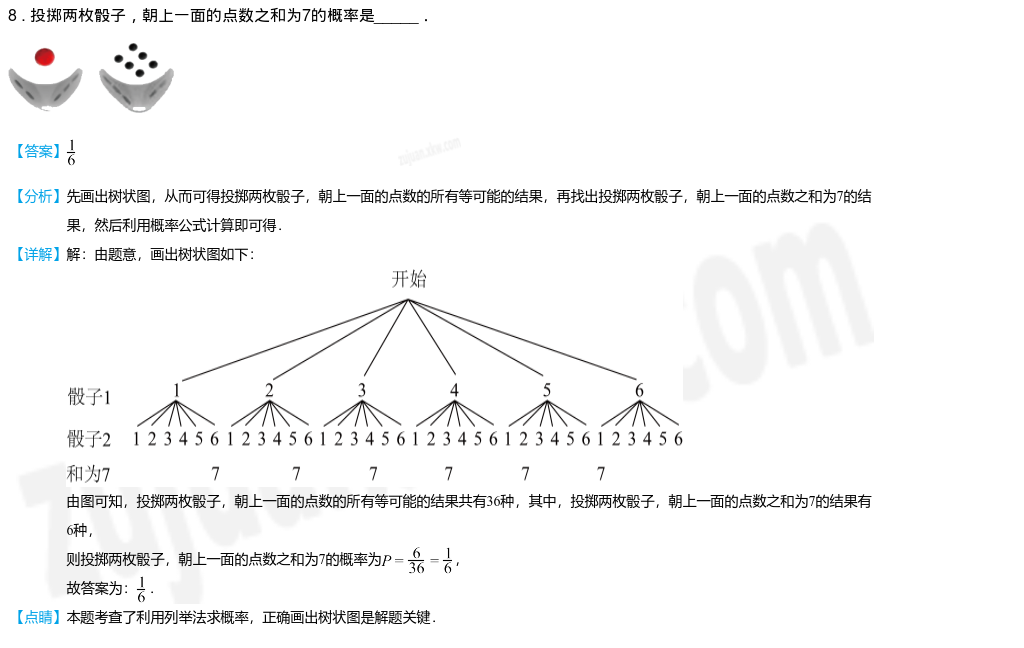 8．投掷两枚骰子，朝上一面的点数之和为7的概率是_____．
zujuan.xkw.com
【答案】1/6
【分析】先画出树状图，从而可得投掷两枚骰子，朝上一面的点数的所有等可能的结果，再找出投掷两枚骰子，朝上一面的点数之和为7的结
果，然后利用概率公式计算即可得．
【详解】解：由题意，画出树状图如下：
开始
骰子1 1 2 3 4 5 6
骰子2 1 2 3 4 5 6 1 2 3 4 5 6 1 2 3 4 5 6 1 2 3 4 5 6 1 2 3 4 5 6 1 2 3 4 5 6
和为7 7 7 7 7 7 7
由图可知，投掷两枚骰子，朝上一面的点数的所有等可能的结果共有36种，其中，投掷两枚骰子，朝上一面的点数之和为7的结果有
6种，
则投掷两枚骰子，朝上一面的点数之和为7的概率为P = 6/36 = 1/6，
故答案为：1/6．
【点睛】本题考查了利用列举法求概率，正确画出树状图是解题关键．